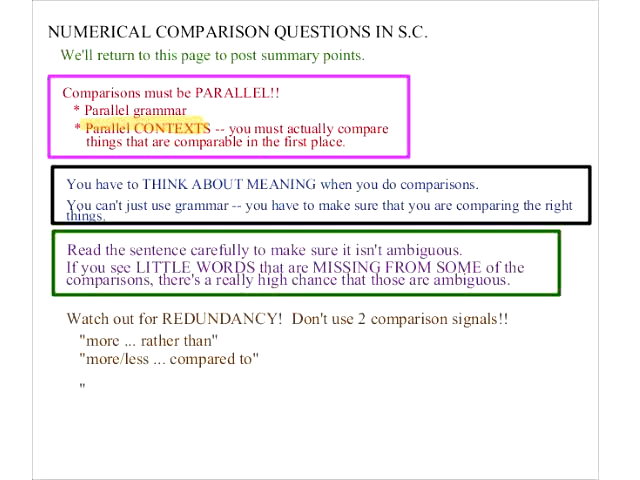 NUMERICAL COMPARISON QUESTIONS IN S.C.
We'll return to this page to post summary points.
Comparisons must be PARALLEL!!
* Parallel grammar
* Parallel CONTEXTS -- you must actually compare
things that are comparable in the first place.
You have to THINK ABOUT MEANING when you do comparisons.
You can't just use grammar -- you have to make sure that you are comparing the right
things.
Read the sentence carefully to make sure it isn't ambiguous.
If you see LITTLE WORDS that are MISSING FROM SOME of the
comparisons, there's a really high chance that those are ambiguous.
Watch out for REDUNDANCY! Don't use 2 comparison signals!!
"more ... rather than"
"more/less ... compared to"
"